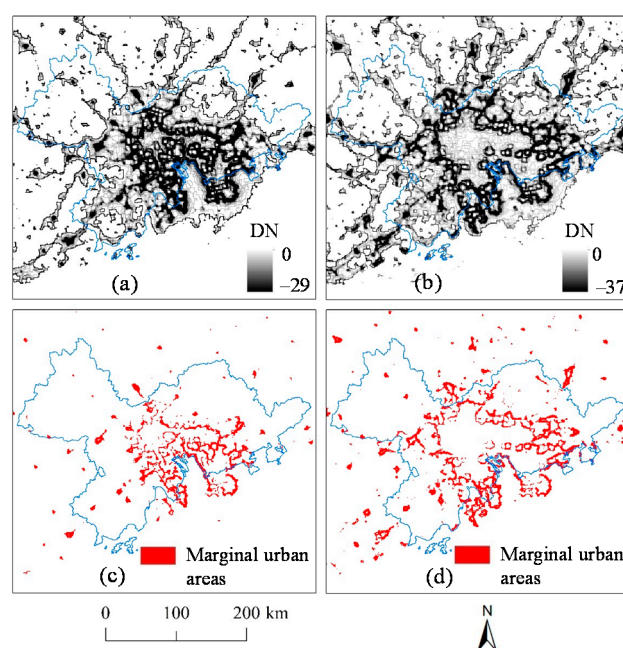 DN
0
–29
(a)
DN
0
–37
(b)
Marginal urban
areas
(c)
Marginal urban
areas
(d)
0 100 200 km
N